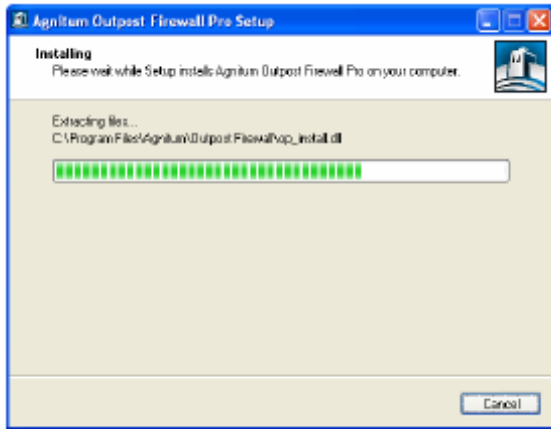 Agnitum Outpost Firewall Pro Setup
Installing
Please wait while Setup installs Agnitum Outpost Firewall Pro on your computer.
Extracting files...
C:\Program Files\Agnitum\Outpost Firewall\op_install.dll
Cancel